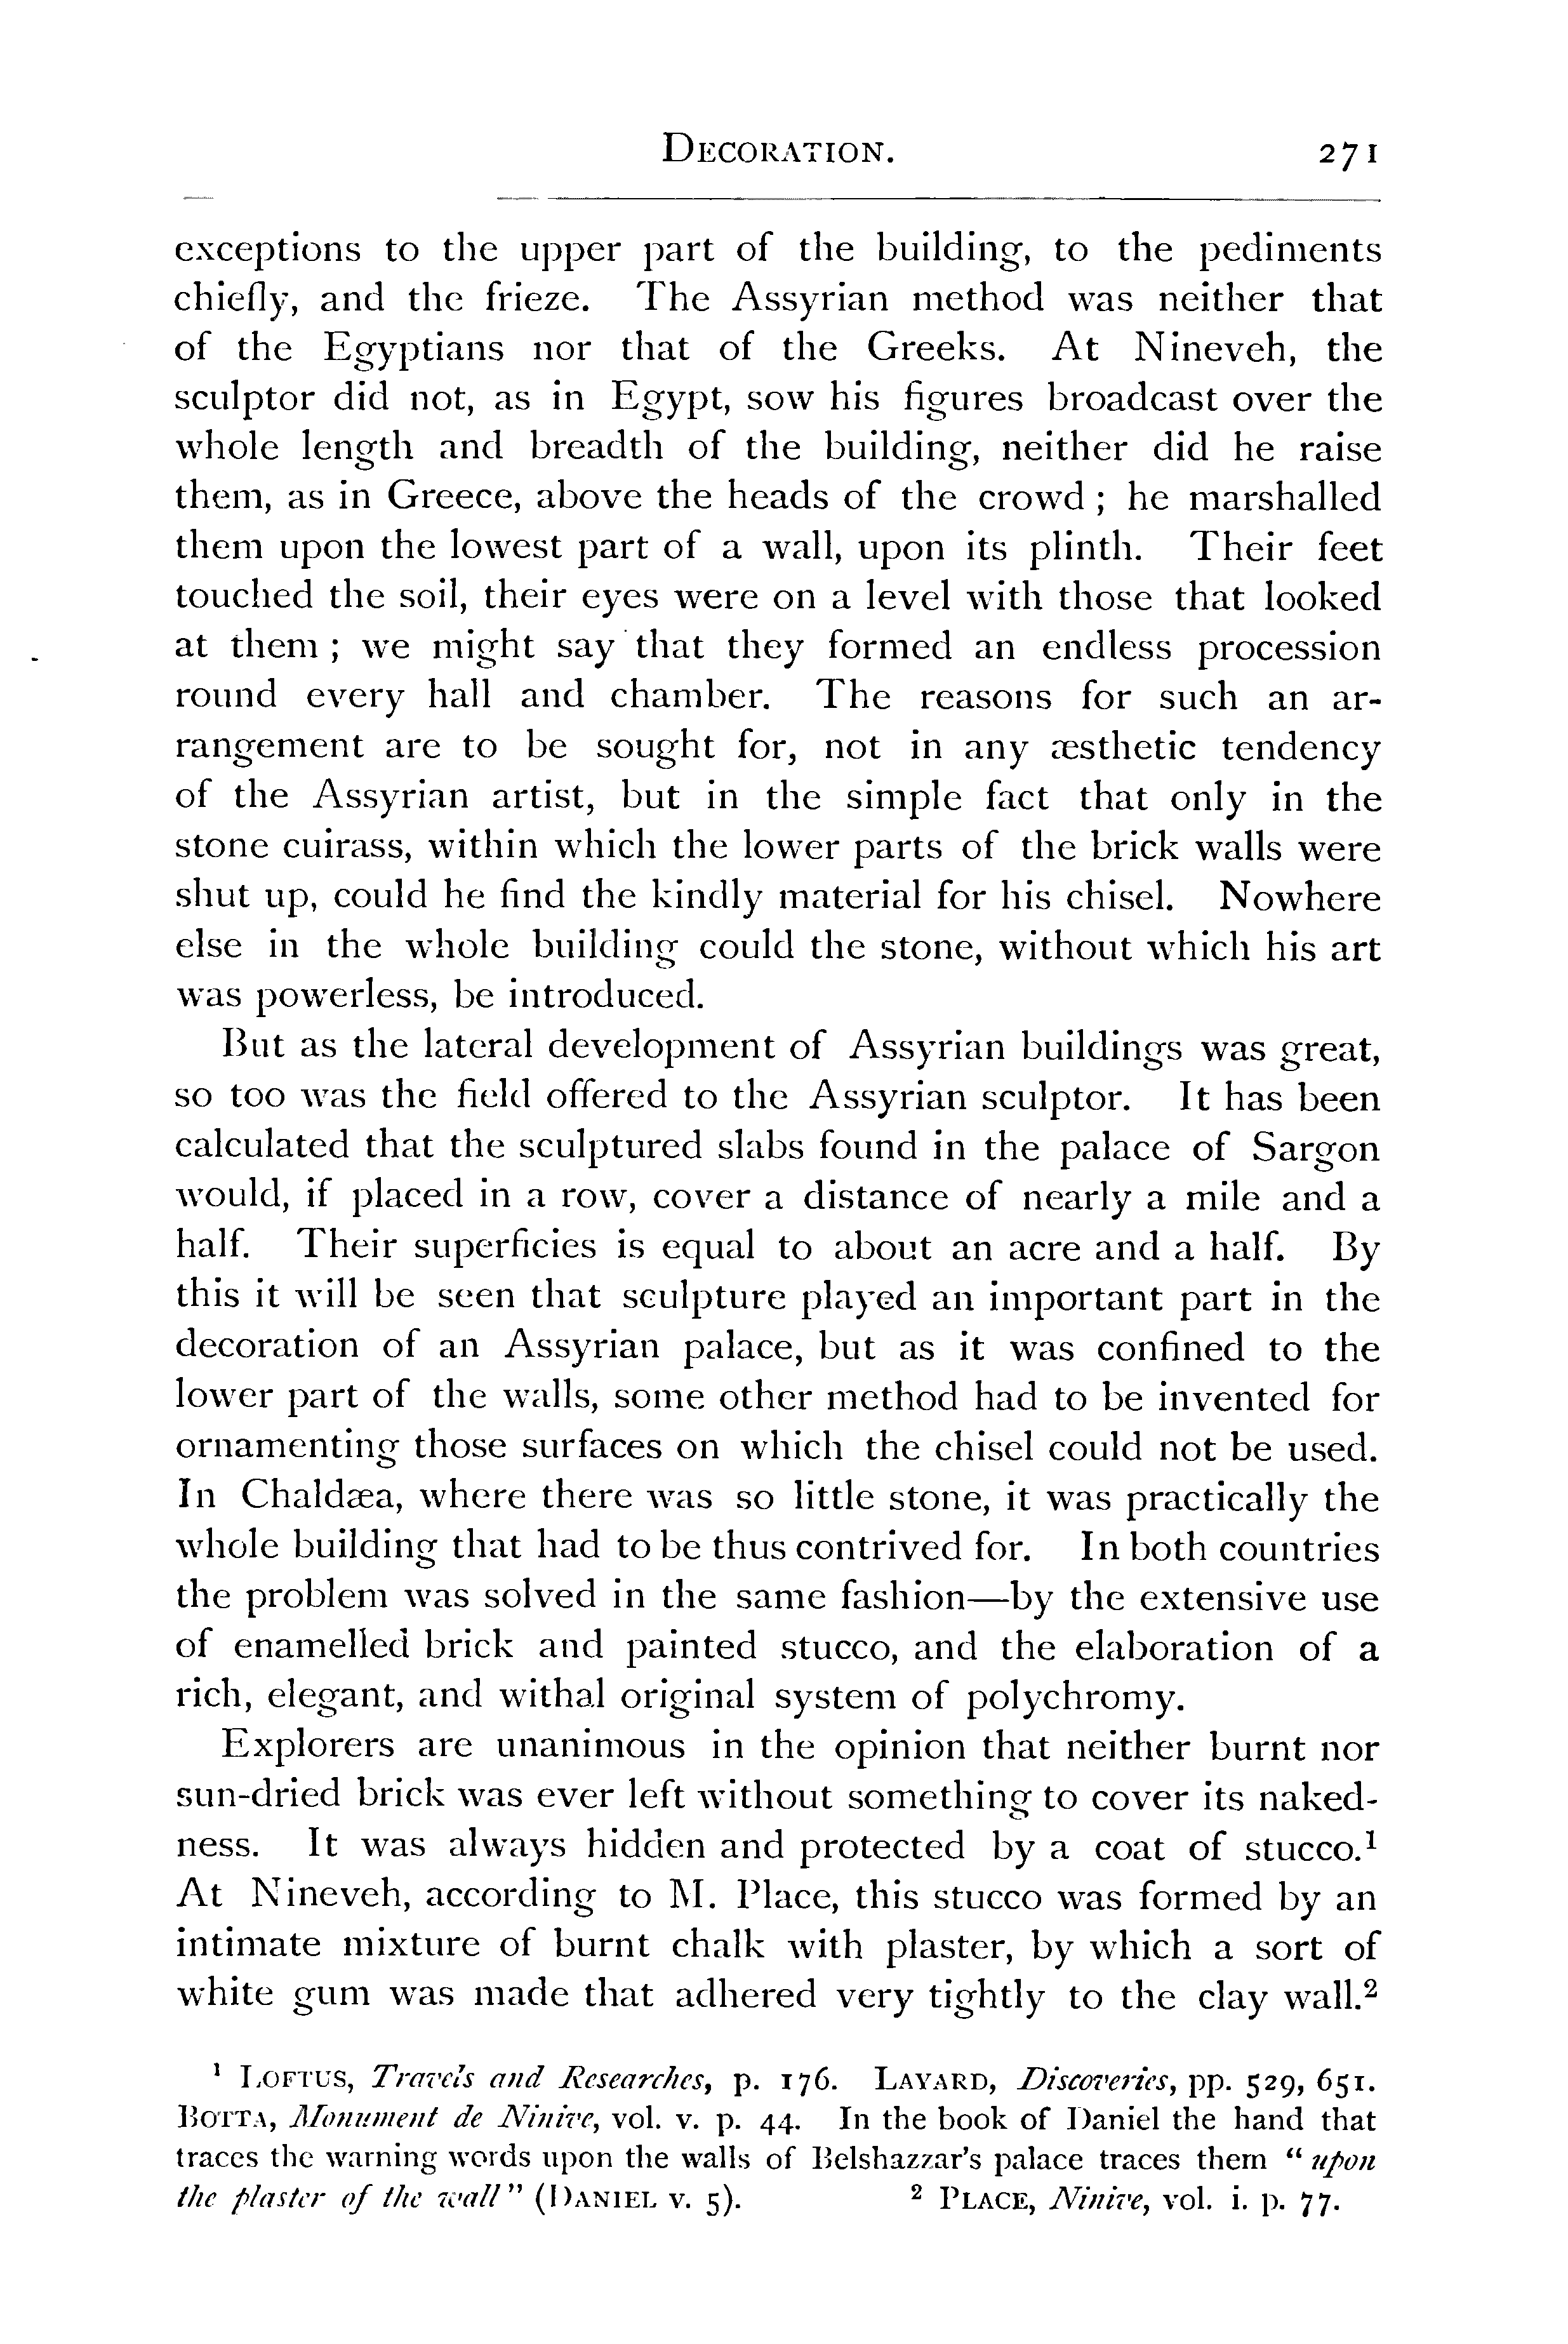 DECORATION. 271
exceptions to the upper part of the building, to the pediments
chiefly, and the frieze. The Assyrian method was neither that
of the Egyptians nor that of the Greeks. At Nineveh, the
sculptor did not, as in Egypt, sow his figures broadcast over the
whole length and breadth of the building, neither did he raise
them, as in Greece, above the heads of the crowd ; he marshalled
them upon the lowest part of a wall, upon its plinth. Their feet
touched the soil, their eyes were on a level with those that looked
at them ; we might say that they formed an endless procession
round every hall and chamber. The reasons for such an ar-
rangement are to be sought for, not in any æsthetic tendency
of the Assyrian artist, but in the simple fact that only in the
stone cuirass, within which the lower parts of the brick walls were
shut up, could he find the kindly material for his chisel. Nowhere
else in the whole building could the stone, without which his art
was powerless, be introduced.
But as the lateral development of Assyrian buildings was great,
so too was the field offered to the Assyrian sculptor. It has been
calculated that the sculptured slabs found in the palace of Sargon
would, if placed in a row, cover a distance of nearly a mile and a
half. Their superficies is equal to about an acre and a half. By
this it will be seen that sculpture played an important part in the
decoration of an Assyrian palace, but as it was confined to the
lower part of the walls, some other method had to be invented for
ornamenting those surfaces on which the chisel could not be used.
In Chaldæa, where there was so little stone, it was practically the
whole building that had to be thus contrived for. In both countries
the problem was solved in the same fashion—by the extensive use
of enamelled brick and painted stucco, and the elaboration of a
rich, elegant, and withal original system of polychromy.
Explorers are unanimous in the opinion that neither burnt nor
sun-dried brick was ever left without something to cover its naked-
ness. It was always hidden and protected by a coat of stucco.¹
At Nineveh, according to M. Place, this stucco was formed by an
intimate mixture of burnt chalk with plaster, by which a sort of
white gum was made that adhered very tightly to the clay wall.²
¹ LOFTUS, Travels and Researches, p. 176. LAYARD, Discoveries, pp. 529, 651.
BOTTA, Monument de Ninive, vol. v. p. 44. In the book of Daniel the hand that
traces the warning words upon the walls of Belshazzar's palace traces them “ upon
the plaster of the wall ” (DANIEL v. 5). ² PLACE, Ninive, vol. i. p. 77.